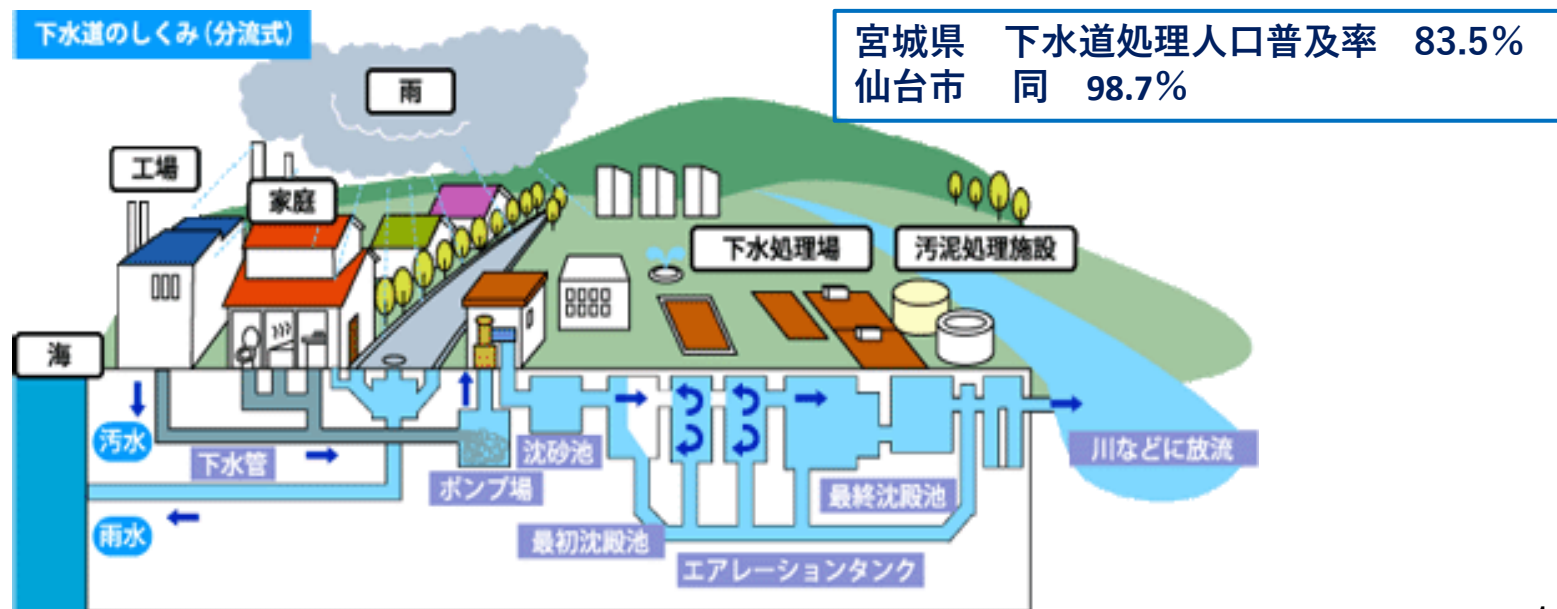 下水道のしくみ(分流式)
宮城県　下水道処理人口普及率　83.5%
仙台市　同　98.7%
雨
工場
家庭
下水処理場
汚泥処理施設
海
汚水
下水管
ポンプ場
沈砂池
最初沈殿池
エアレーションタンク
最終沈殿池
川などに放流
雨水